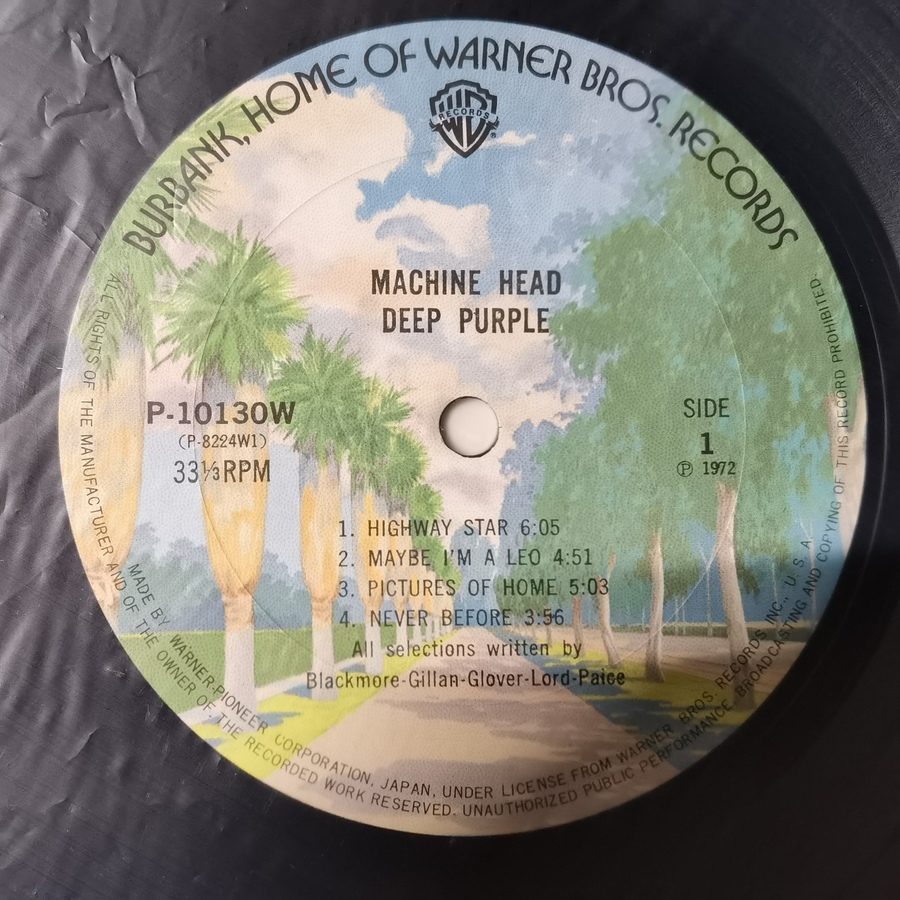 BURBANK, HOME OF WARNER BROS. RECORDS
W RECORDS ®
MACHINE HEAD
DEEP PURPLE
P-10130W
(P-8224W1)
33⅓RPM
SIDE
1
Ⓟ 1972
1. HIGHWAY STAR 6:05
2. MAYBE I'M A LEO 4:51
3. PICTURES OF HOME 5:03
4. NEVER BEFORE 3:56
All selections written by
Blackmore-Gillan-Glover-Lord-Paice
MADE BY WARNER-PIONEER CORPORATION, JAPAN, UNDER LICENSE FROM WARNER BROS. RECORDS INC., U.S.A.
ALL RIGHTS OF THE MANUFACTURER AND OF THE OWNER OF THE RECORDED WORK RESERVED. UNAUTHORIZED PUBLIC PERFORMANCE, BROADCASTING AND COPYING OF THIS RECORD PROHIBITED.